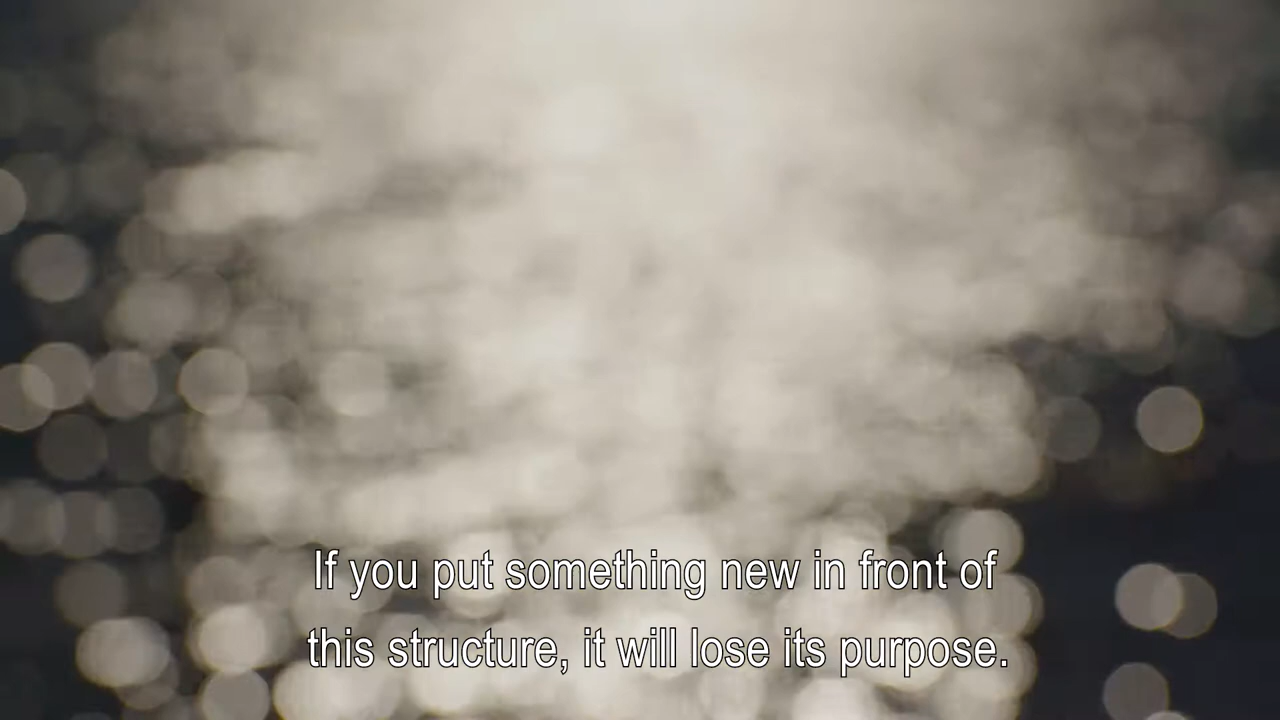 If you put something new in front of
this structure, it will lose its purpose.